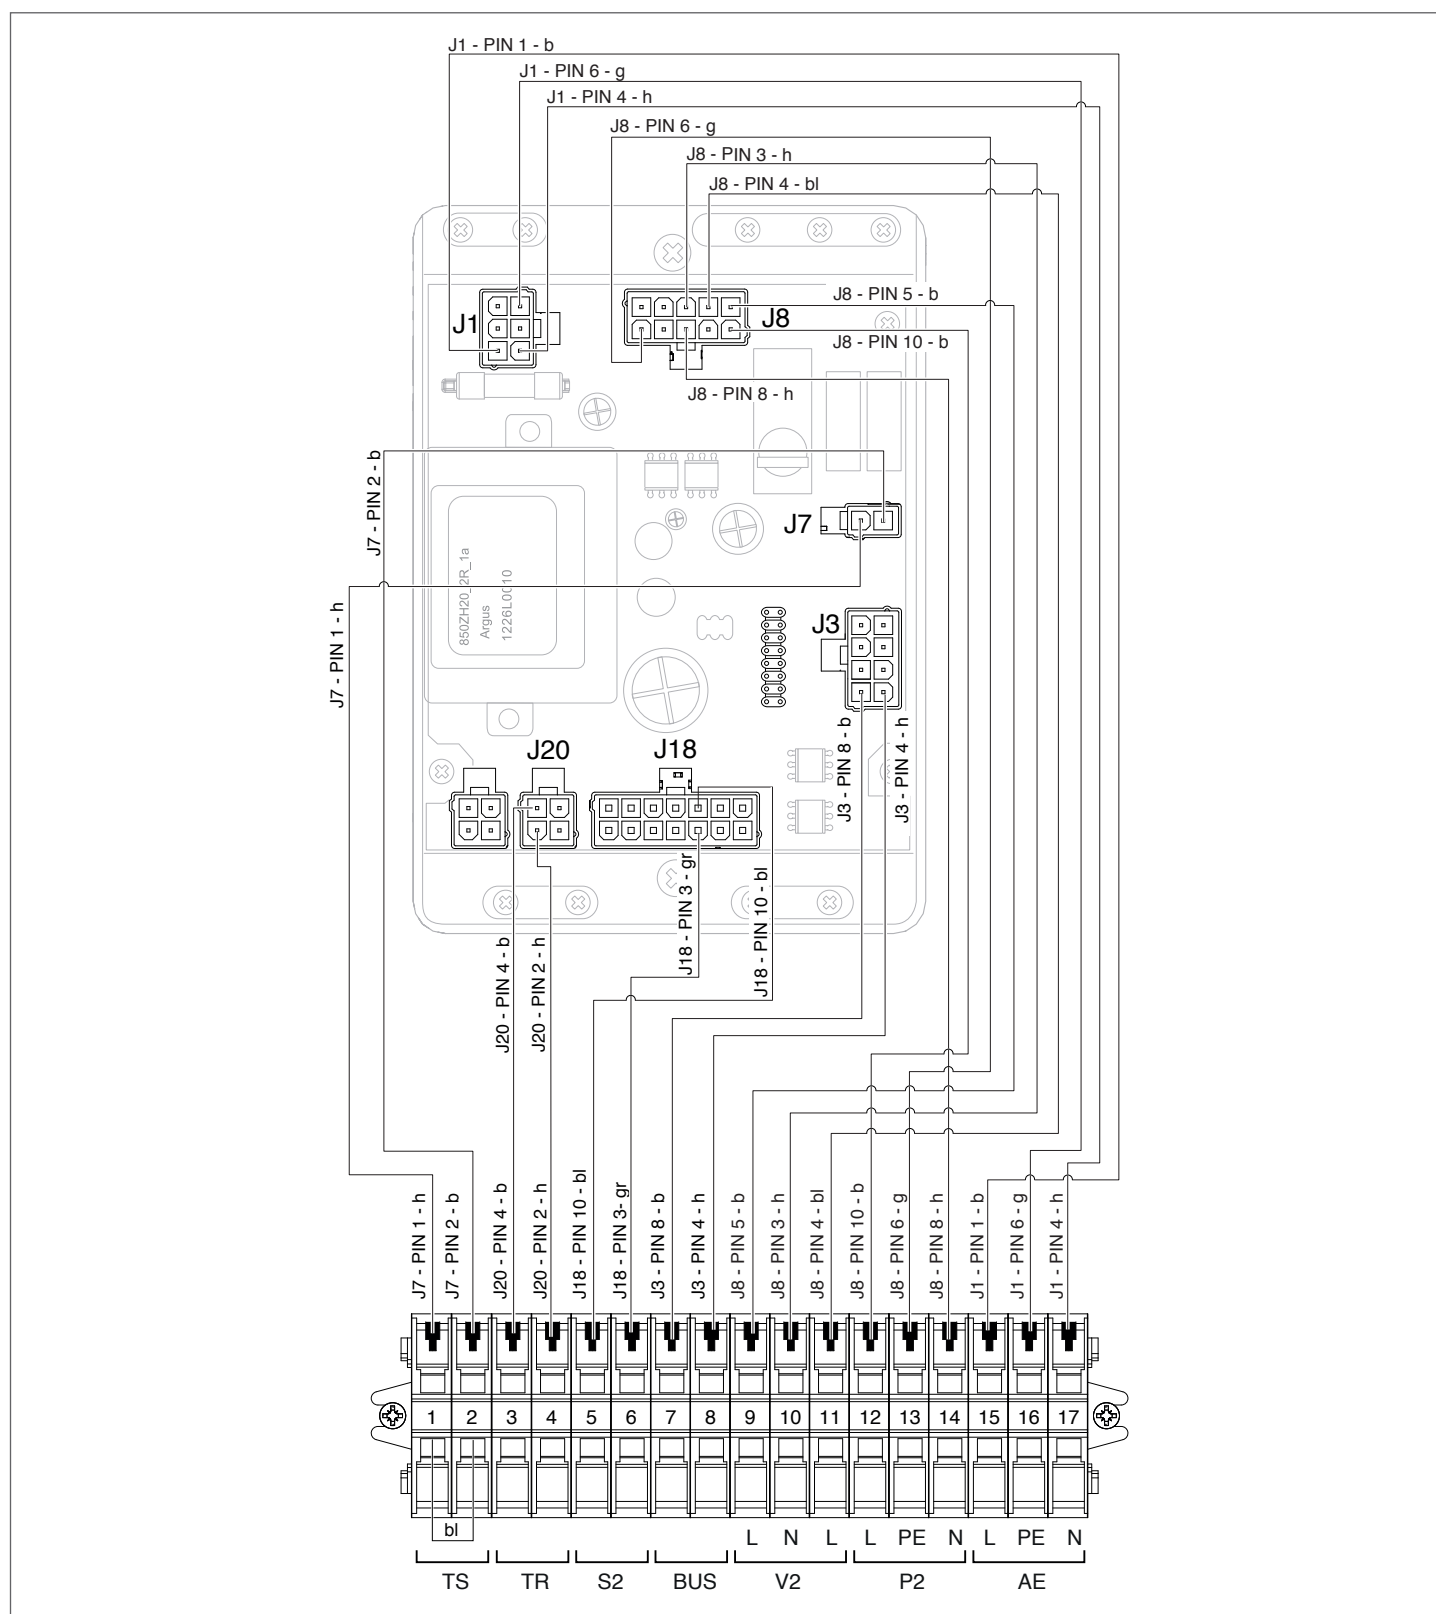 J1 - PIN 1 - b
J1 - PIN 6 - g
J1 - PIN 4 - h
J8 - PIN 6 - g
J8 - PIN 3 - h
J8 - PIN 4 - bl
J8 - PIN 5 - b
J1
J8
J8 - PIN 10 - b
J8 - PIN 8 - h
J7 - PIN 2 - b
J7
850ZH20_2R_1a
Argus
1226L0010
J7 - PIN 1 - h
J3
J3 - PIN 8 - b
J3 - PIN 4 - h
J20
J18
J18 - PIN 3 - gr
J18 - PIN 10 - bl
J20 - PIN 4 - b
J20 - PIN 2 - h
J7 - PIN 1 - h
J7 - PIN 2 - b
J20 - PIN 4 - b
J20 - PIN 2 - h
J18 - PIN 10 - bl
J18 - PIN 3- gr
J3 - PIN 8 - b
J3 - PIN 4 - h
J8 - PIN 5 - b
J8 - PIN 3 - h
J8 - PIN 4 - bl
J8 - PIN 10 - b
J8 - PIN 6 - g
J8 - PIN 8 - h
J1 - PIN 1 - b
J1 - PIN 6 - g
J1 - PIN 4 - h
1 2 3 4 5 6 7 8 9 10 11 12 13 14 15 16 17
bl
L N L L PE N L PE N
TS TR S2 BUS V2 P2 AE